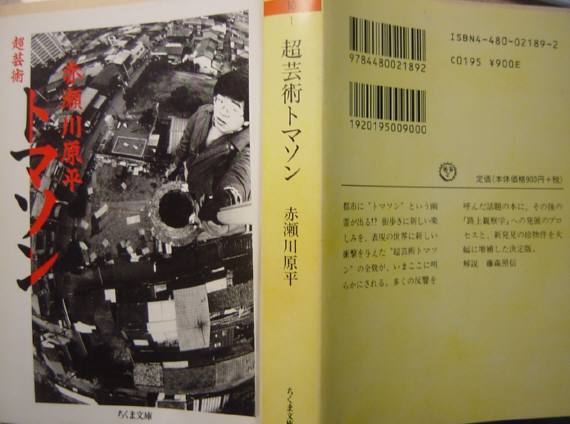 超芸術
トマソン
赤瀬川原平
ちくま文庫
超芸術トマソン
赤瀬川原平
ちくま文庫
9784480021892
1920195009000
ISBN4-480-02189-2
C0195 ¥900E
定価(本体価格900円+税)
都市に“トマソン”という幽
霊が出る!? 街歩きに新しい楽
しみを、表現の世界に新しい
衝撃を与えた“超芸術トマソ
ン”の全貌が、いまここに明
らかにされる。多くの反響を
呼んだ話題の本に、その後の
「路上観察学」への発展のプロ
セスと、新発見の珍物件を大
幅に増補した決定版。
解説 藤森照信